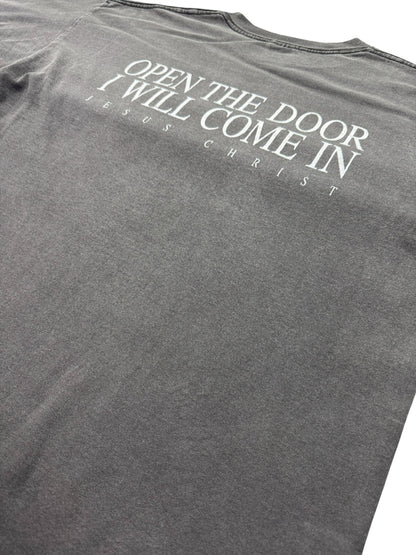 OPEN THE DOOR
I WILL COME IN
JESUS CHRIST